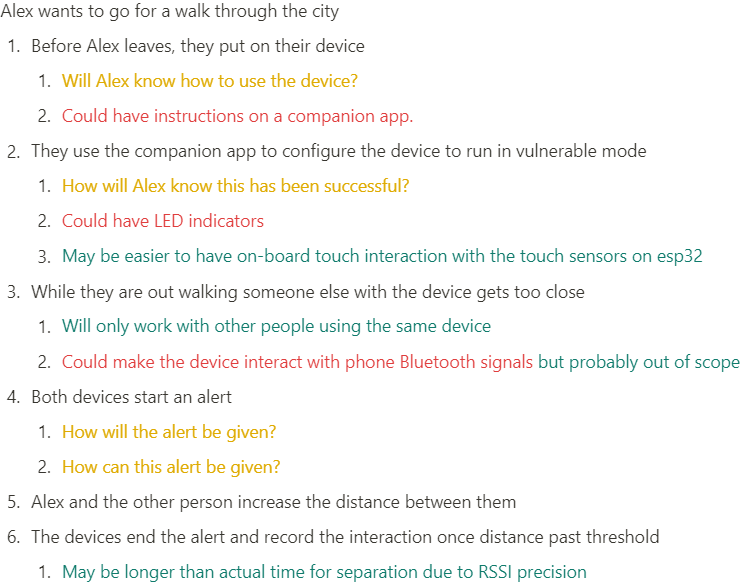 Alex wants to go for a walk through the city
1. Before Alex leaves, they put on their device
1. Will Alex know how to use the device?
2. Could have instructions on a companion app.
2. They use the companion app to configure the device to run in vulnerable mode
1. How will Alex know this has been successful?
2. Could have LED indicators
3. May be easier to have on-board touch interaction with the touch sensors on esp32
3. While they are out walking someone else with the device gets too close
1. Will only work with other people using the same device
2. Could make the device interact with phone Bluetooth signals but probably out of scope
4. Both devices start an alert
1. How will the alert be given?
2. How can this alert be given?
5. Alex and the other person increase the distance between them
6. The devices end the alert and record the interaction once distance past threshold
1. May be longer than actual time for separation due to RSSI precision